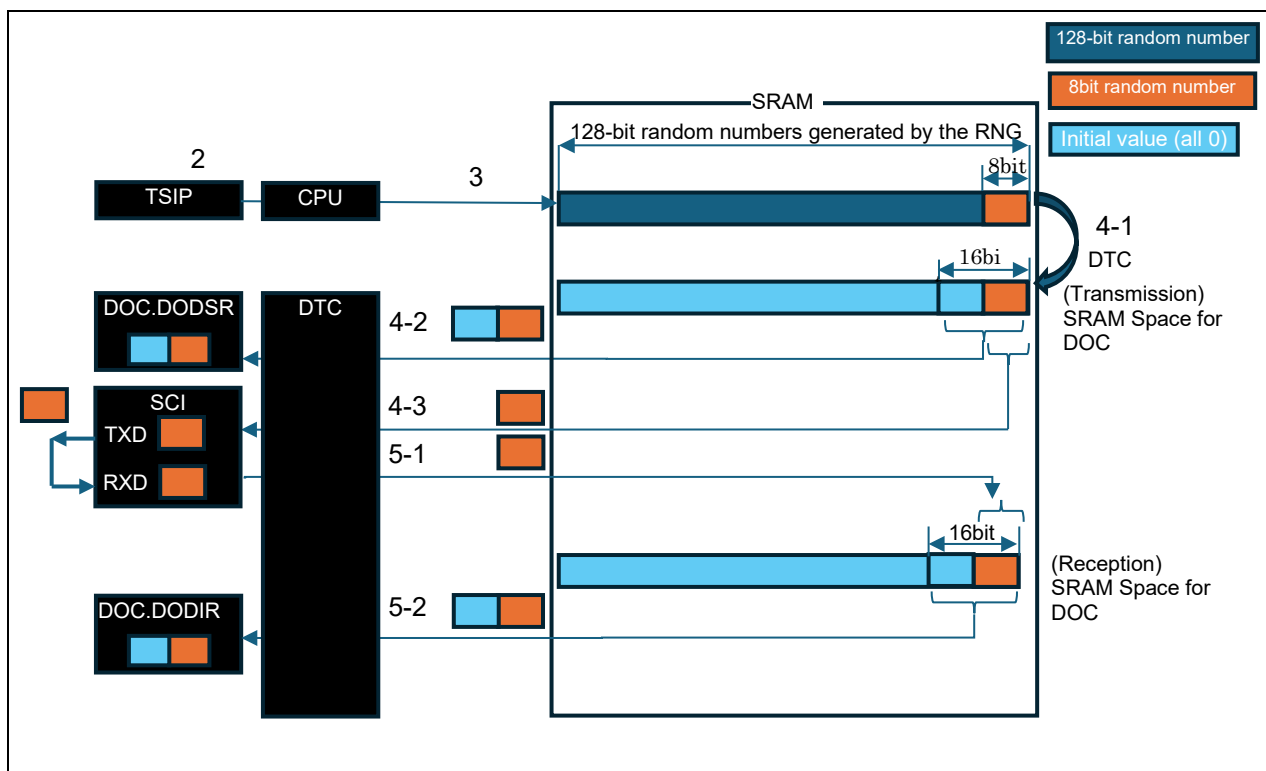 128-bit random number
8bit random number
Initial value (all 0)
SRAM
128-bit random numbers generated by the RNG
8bit
2
3
TSIP
CPU
4-1
DTC
16bi
(Transmission)
SRAM Space for
DOC
DOC.DODSR
DTC
4-2
SCI
4-3
TXD
5-1
RXD
16bit
(Reception)
SRAM Space for
DOC
5-2
DOC.DODIR